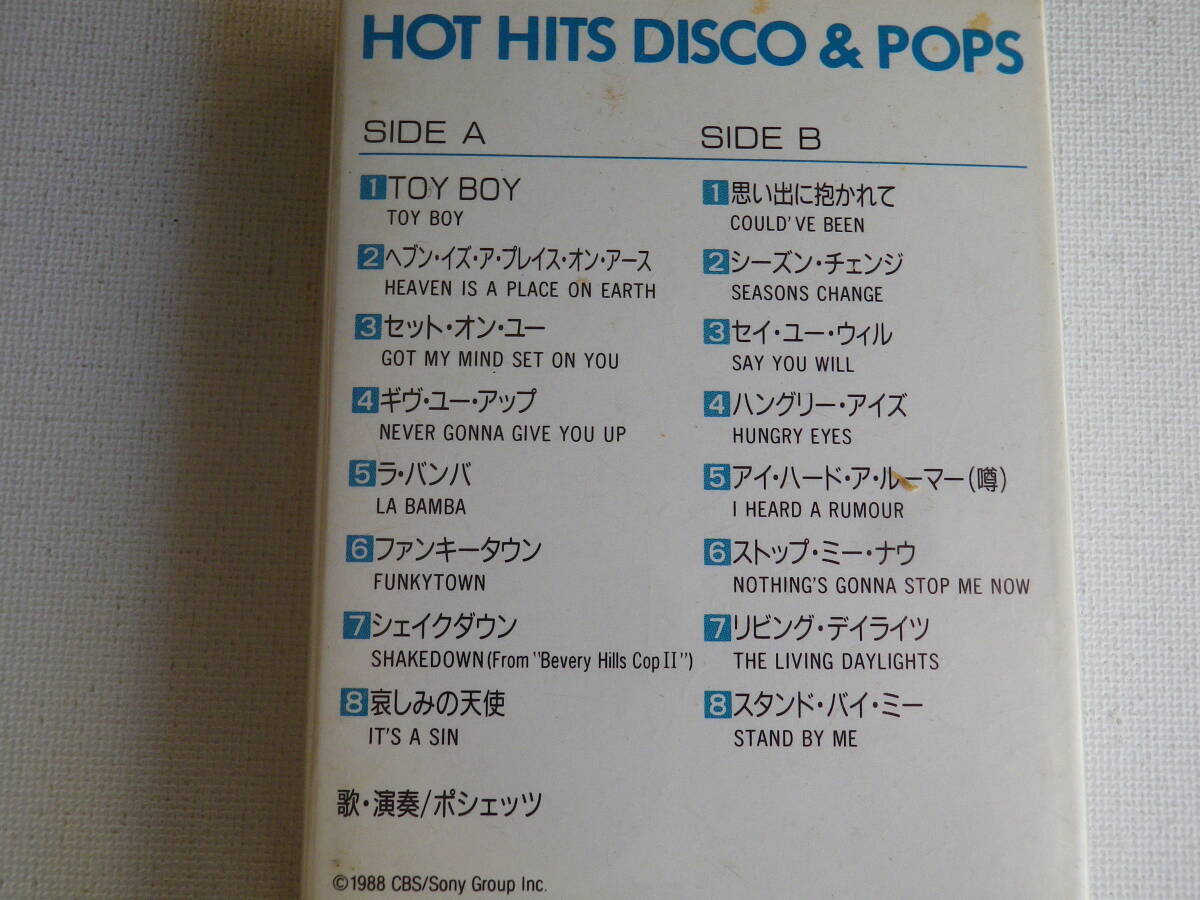 HOT HITS DISCO & POPS
SIDE A
1 TOY BOY
TOY BOY
2 ヘブン・イズ・ア・プレイス・オン・アース
HEAVEN IS A PLACE ON EARTH
3 セット・オン・ユー
GOT MY MIND SET ON YOU
4 ギヴ・ユー・アップ
NEVER GONNA GIVE YOU UP
5 ラ・バンバ
LA BAMBA
6 ファンキータウン
FUNKYTOWN
7 シェイクダウン
SHAKEDOWN (From "Bevery Hills Cop II")
8 哀しみの天使
IT'S A SIN
SIDE B
1 思い出に抱かれて
COULD'VE BEEN
2 シーズン・チェンジ
SEASONS CHANGE
3 セイ・ユー・ウィル
SAY YOU WILL
4 ハングリー・アイズ
HUNGRY EYES
5 アイ・ハード・ア・ルーマー(噂)
I HEARD A RUMOUR
6 ストップ・ミー・ナウ
NOTHING'S GONNA STOP ME NOW
7 リビング・デイライツ
THE LIVING DAYLIGHTS
8 スタンド・バイ・ミー
STAND BY ME
歌・演奏/ポシェッツ
©1988 CBS/Sony Group Inc.